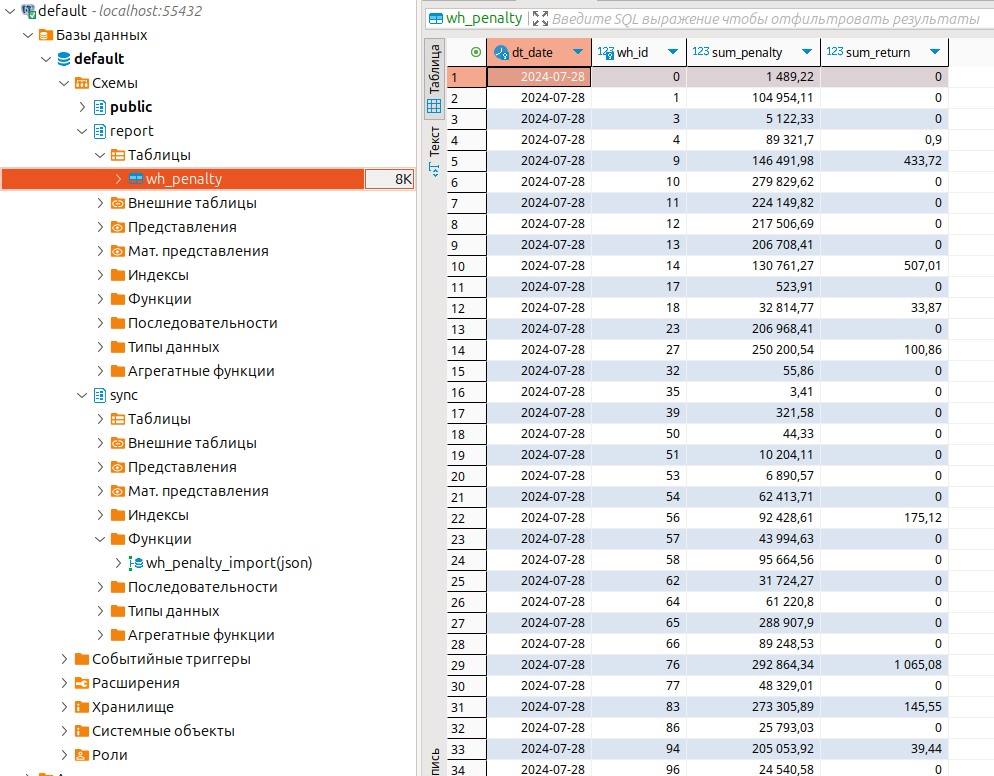 default - localhost:55432
Базы данных
default
Схемы
public
report
Таблицы
wh_penalty 8K
Внешние таблицы
Представления
Мат. представления
Индексы
Функции
Последовательности
Типы данных
Агрегатные функции
sync
Таблицы
Внешние таблицы
Представления
Мат. представления
Индексы
Функции
wh_penalty_import(json)
Последовательности
Типы данных
Агрегатные функции
Событийные триггеры
Расширения
Хранилище
Системные объекты
Роли
wh_penalty Введите SQL выражение чтобы отфильтровать результаты
Таблица
Текст
dt_date 123 wh_id 123 sum_penalty 123 sum_return
1 2024-07-28 0 1 489,22 0
2 2024-07-28 1 104 954,11 0
3 2024-07-28 3 5 122,33 0
4 2024-07-28 4 89 321,7 0,9
5 2024-07-28 9 146 491,98 433,72
6 2024-07-28 10 279 829,62 0
7 2024-07-28 11 224 149,82 0
8 2024-07-28 12 217 506,69 0
9 2024-07-28 13 206 708,41 0
10 2024-07-28 14 130 761,27 507,01
11 2024-07-28 17 523,91 0
12 2024-07-28 18 32 814,77 33,87
13 2024-07-28 23 206 968,41 0
14 2024-07-28 27 250 200,54 100,86
15 2024-07-28 32 55,86 0
16 2024-07-28 35 3,41 0
17 2024-07-28 39 321,58 0
18 2024-07-28 50 44,33 0
19 2024-07-28 51 10 204,11 0
20 2024-07-28 53 6 890,57 0
21 2024-07-28 54 62 413,71 0
22 2024-07-28 56 92 428,61 175,12
23 2024-07-28 57 43 994,63 0
24 2024-07-28 58 95 664,56 0
25 2024-07-28 62 31 724,27 0
26 2024-07-28 64 61 220,8 0
27 2024-07-28 65 288 907,9 0
28 2024-07-28 66 89 248,53 0
29 2024-07-28 76 292 864,34 1 065,08
30 2024-07-28 77 48 329,01 0
31 2024-07-28 83 273 305,89 145,55
32 2024-07-28 86 25 793,03 0
33 2024-07-28 94 205 053,92 39,44
34 2024-07-28 96 24 540,58 0
пись